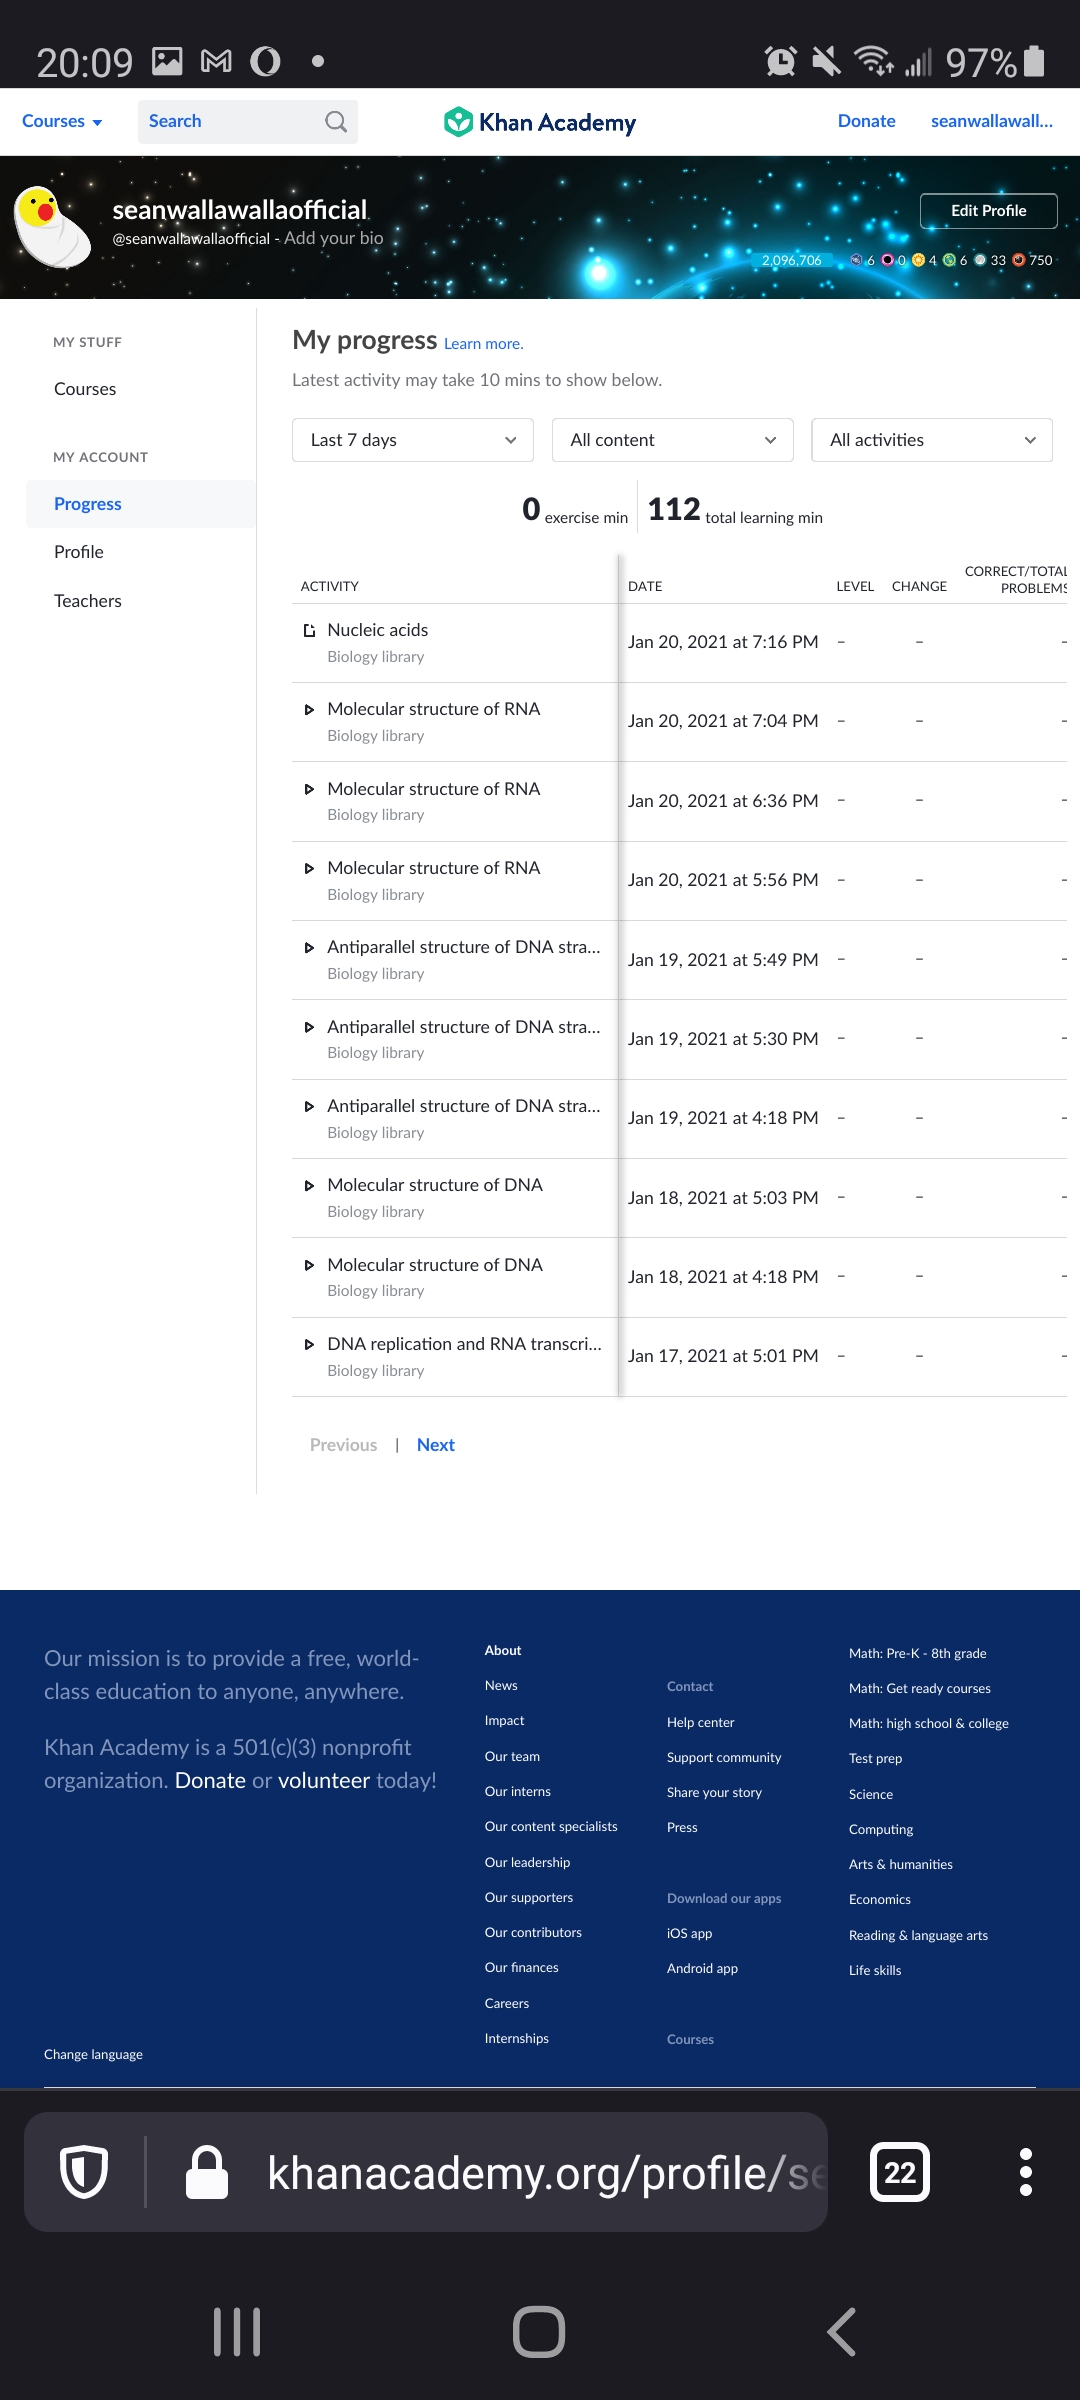 20:09
97%
Courses
Search
Khan Academy
Donate
seanwallawall...
seanwallawallaofficial
@seanwallawallaofficial - Add your bio
Edit Profile
2,096,706 6 0 4 6 33 750
MY STUFF
Courses
MY ACCOUNT
Progress
Profile
Teachers
My progress Learn more.
Latest activity may take 10 mins to show below.
Last 7 days
All content
All activities
0 exercise min
112 total learning min
ACTIVITY DATE LEVEL CHANGE CORRECT/TOTAL PROBLEMS
Nucleic acids
Biology library
Jan 20, 2021 at 7:16 PM – – –
Molecular structure of RNA
Biology library
Jan 20, 2021 at 7:04 PM – – –
Molecular structure of RNA
Biology library
Jan 20, 2021 at 6:36 PM – – –
Molecular structure of RNA
Biology library
Jan 20, 2021 at 5:56 PM – – –
Antiparallel structure of DNA stra...
Biology library
Jan 19, 2021 at 5:49 PM – – –
Antiparallel structure of DNA stra...
Biology library
Jan 19, 2021 at 5:30 PM – – –
Antiparallel structure of DNA stra...
Biology library
Jan 19, 2021 at 4:18 PM – – –
Molecular structure of DNA
Biology library
Jan 18, 2021 at 5:03 PM – – –
Molecular structure of DNA
Biology library
Jan 18, 2021 at 4:18 PM – – –
DNA replication and RNA transcri...
Biology library
Jan 17, 2021 at 5:01 PM – – –
Previous | Next
Our mission is to provide a free, world-
class education to anyone, anywhere.
Khan Academy is a 501(c)(3) nonprofit
organization. Donate or volunteer today!
Change language
About
News
Impact
Our team
Our interns
Our content specialists
Our leadership
Our supporters
Our contributors
Our finances
Careers
Internships
Contact
Help center
Support community
Share your story
Press
Download our apps
iOS app
Android app
Courses
Math: Pre-K - 8th grade
Math: Get ready courses
Math: high school & college
Test prep
Science
Computing
Arts & humanities
Economics
Reading & language arts
Life skills
khanacademy.org/profile/se
22